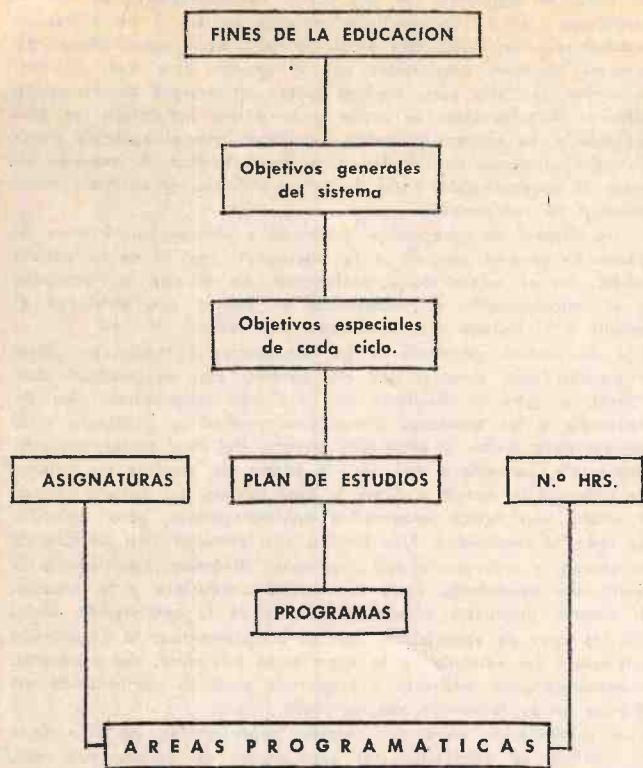 FINES DE LA EDUCACION
Objetivos generales
del sistema
Objetivos especiales
de cada ciclo.
ASIGNATURAS
PLAN DE ESTUDIOS
N.º HRS.
PROGRAMAS
AREAS PROGRAMATICAS